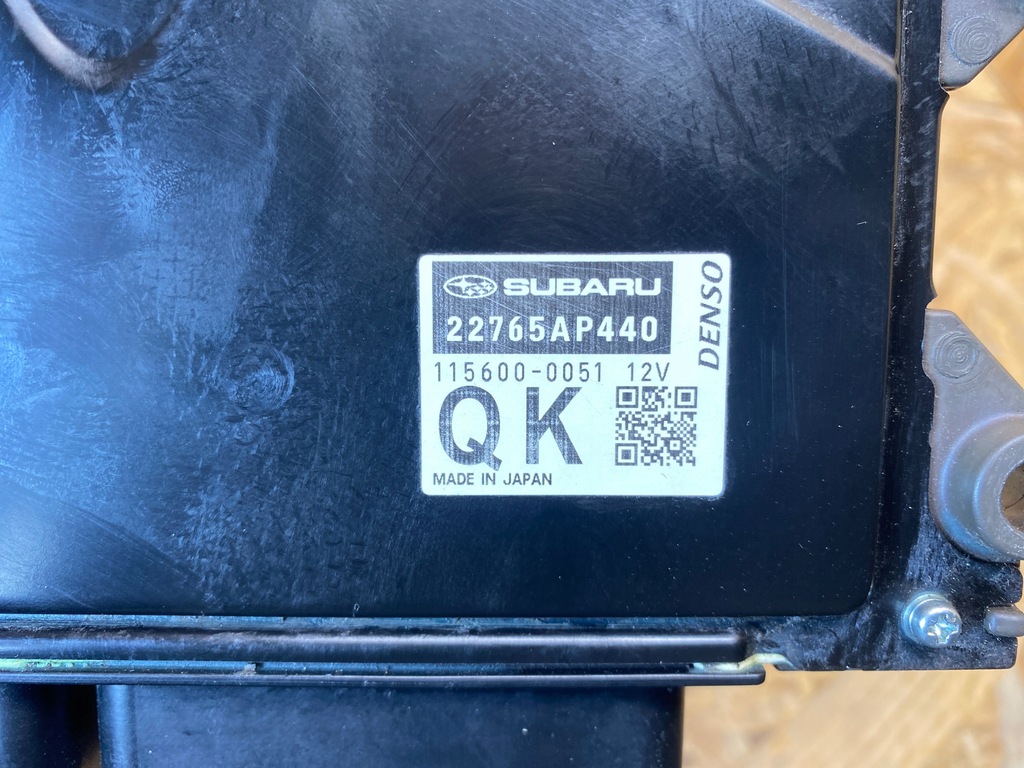 SUBARU
22765AP440
DENSO
115600-0051 12V
QK
MADE IN JAPAN